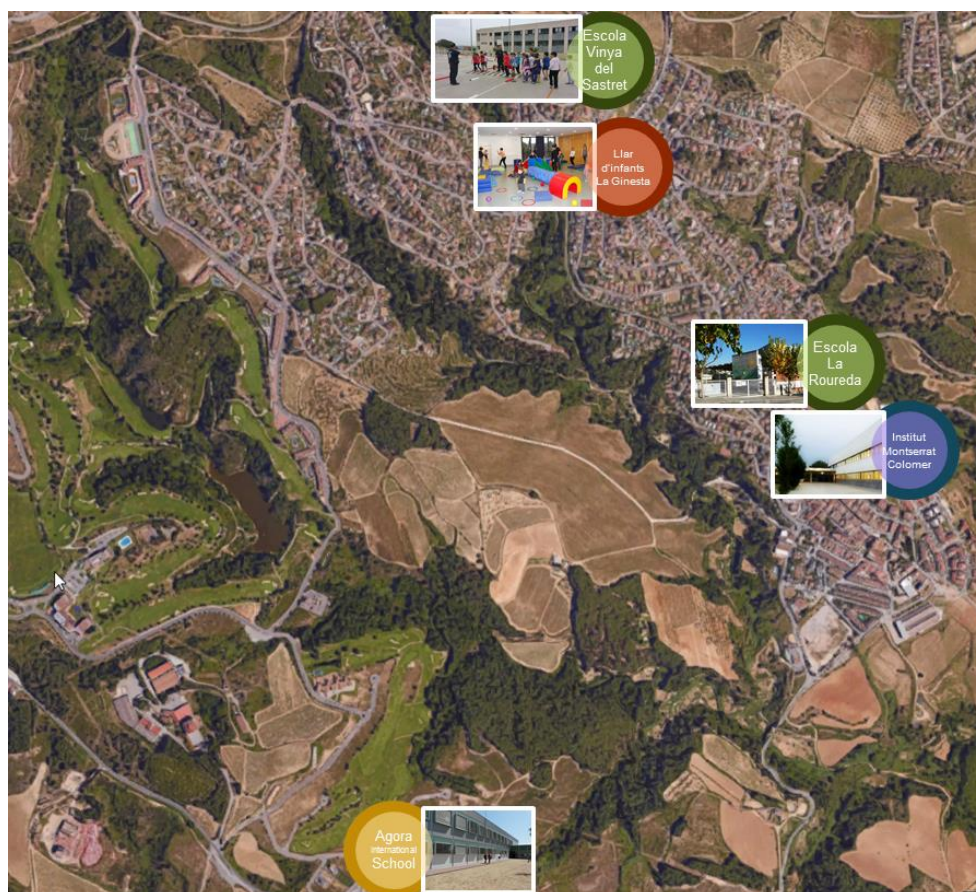 Escola
Vinya
del
Sastret
Llar
d'infants
La Ginesta
Escola
La
Roureda
Institut
Montserrat
Colomer
Agora
International
School